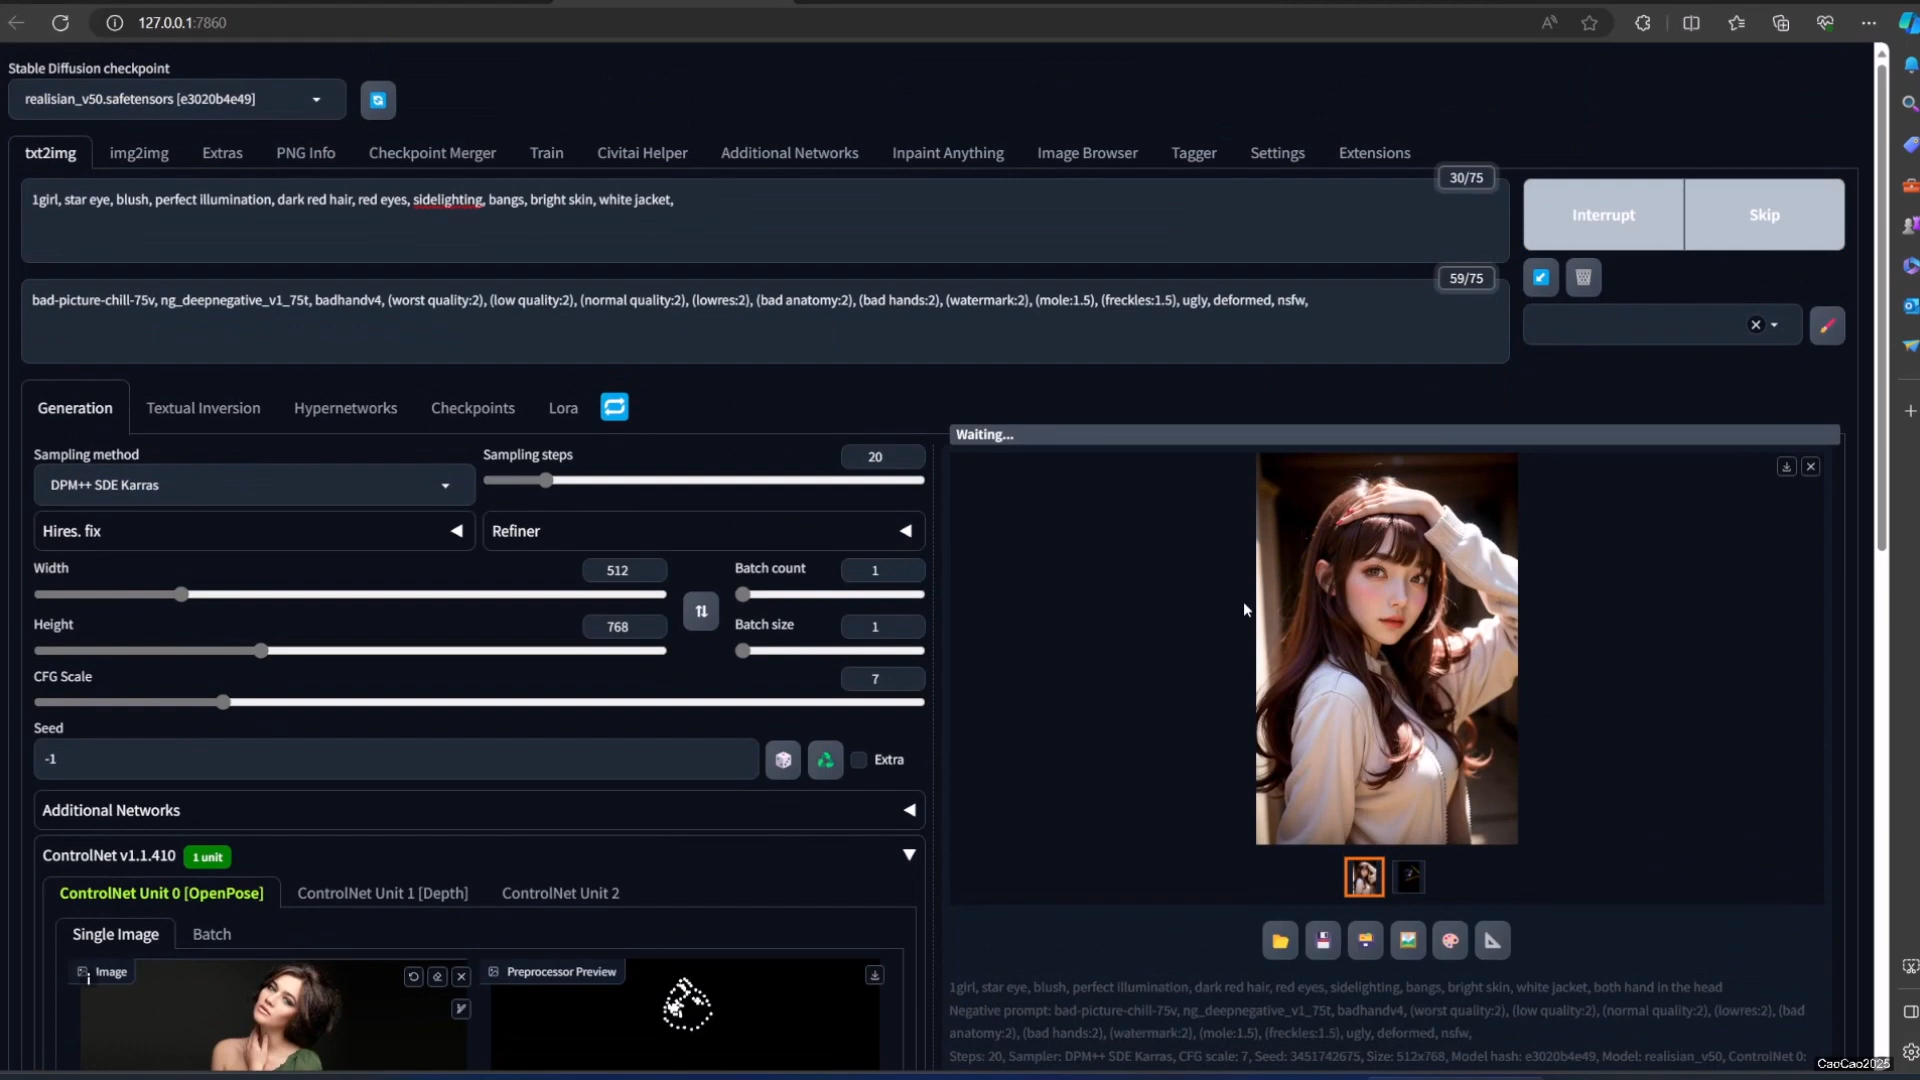 127.0.0.1:7860
Stable Diffusion checkpoint
realisian_v50.safetensors [e3020b4e49]
txt2img img2img Extras PNG Info Checkpoint Merger Train Civitai Helper Additional Networks Inpaint Anything Image Browser Tagger Settings Extensions
30/75
1girl, star eye, blush, perfect illumination, dark red hair, red eyes, sidelighting, bangs, bright skin, white jacket,
Interrupt Skip
59/75
bad-picture-chill-75v, ng_deepnegative_v1_75t, badhandv4, (worst quality:2), (low quality:2), (normal quality:2), (lowres:2), (bad anatomy:2), (bad hands:2), (watermark:2), (mole:1.5), (freckles:1.5), ugly, deformed, nsfw,
Generation Textual Inversion Hypernetworks Checkpoints Lora
Waiting...
Sampling method Sampling steps 20
DPM++ SDE Karras
Hires. fix Refiner
Width 512 Batch count 1
Height 768 Batch size 1
CFG Scale 7
Seed
-1 Extra
Additional Networks
ControlNet v1.1.410 1 unit
ControlNet Unit 0 [OpenPose] ControlNet Unit 1 [Depth] ControlNet Unit 2
Single Image Batch
Image Preprocessor Preview
1girl, star eye, blush, perfect illumination, dark red hair, red eyes, sidelighting, bangs, bright skin, white jacket, both hand in the head
Negative prompt: bad-picture-chill-75v, ng_deepnegative_v1_75t, badhandv4, (worst quality:2), (low quality:2), (normal quality:2), (lowres:2), (bad
anatomy:2), (bad hands:2), (watermark:2), (mole:1.5), (freckles:1.5), ugly, deformed, nsfw,
Steps: 20, Sampler: DPM++ SDE Karras, CFG scale: 7, Seed: 3451742675, Size: 512x768, Model hash: e3020b4e49, Model: realisian_v50, ControlNet 0:
CaoCao2025